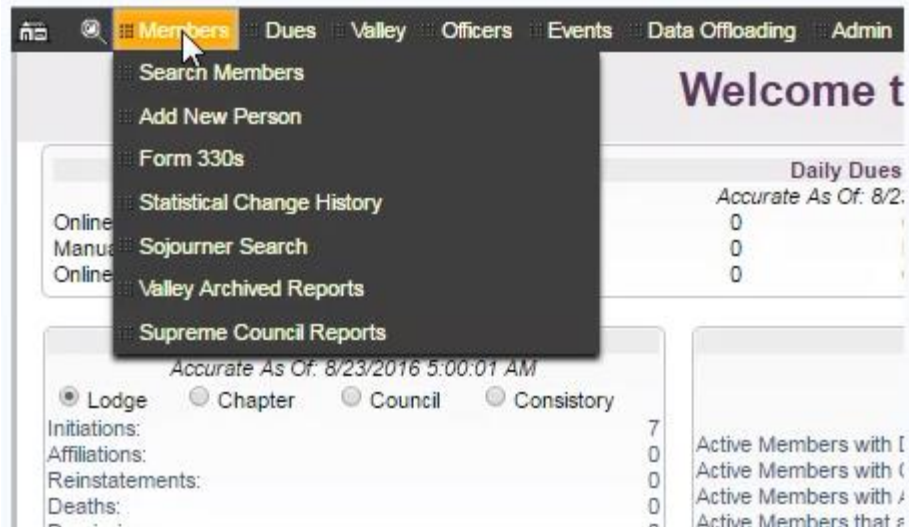 Members Dues Valley Officers Events Data Offloading Admin
Search Members
Add New Person
Form 330s
Statistical Change History
Sojourner Search
Valley Archived Reports
Supreme Council Reports
Welcome t
Daily Dues
Accurate As Of: 8/2
Online 0
Manua 0
Online 0
Accurate As Of: 8/23/2016 5:00:01 AM
Lodge Chapter Council Consistory
Initiations: 7
Affiliations: 0
Reinstatements: 0
Deaths: 0
Active Members with
Active Members with
Active Members with
Active Members that a